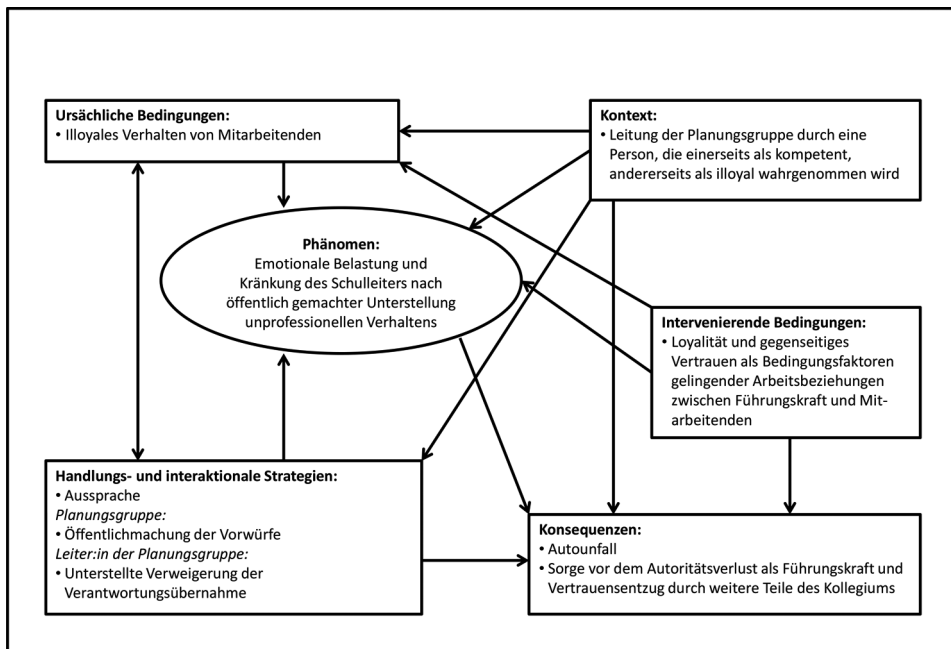 Ursächliche Bedingungen:
• Illoyales Verhalten von Mitarbeitenden
Kontext:
• Leitung der Planungsgruppe durch eine
Person, die einerseits als kompetent,
andererseits als illoyal wahrgenommen wird
Phänomen:
Emotionale Belastung und
Kränkung des Schulleiters nach
öffentlich gemachter Unterstellung
unprofessionellen Verhaltens
Intervenierende Bedingungen:
• Loyalität und gegenseitiges
Vertrauen als Bedingungsfaktoren
gelingender Arbeitsbeziehungen
zwischen Führungskraft und Mit-
arbeitenden
Handlungs- und interaktionale Strategien:
• Aussprache
Planungsgruppe:
• Öffentlichmachung der Vorwürfe
Leiter:in der Planungsgruppe:
• Unterstellte Verweigerung der
Verantwortungsübernahme
Konsequenzen:
• Autounfall
• Sorge vor dem Autoritätsverlust als Führungskraft und
Vertrauensentzug durch weitere Teile des Kollegiums